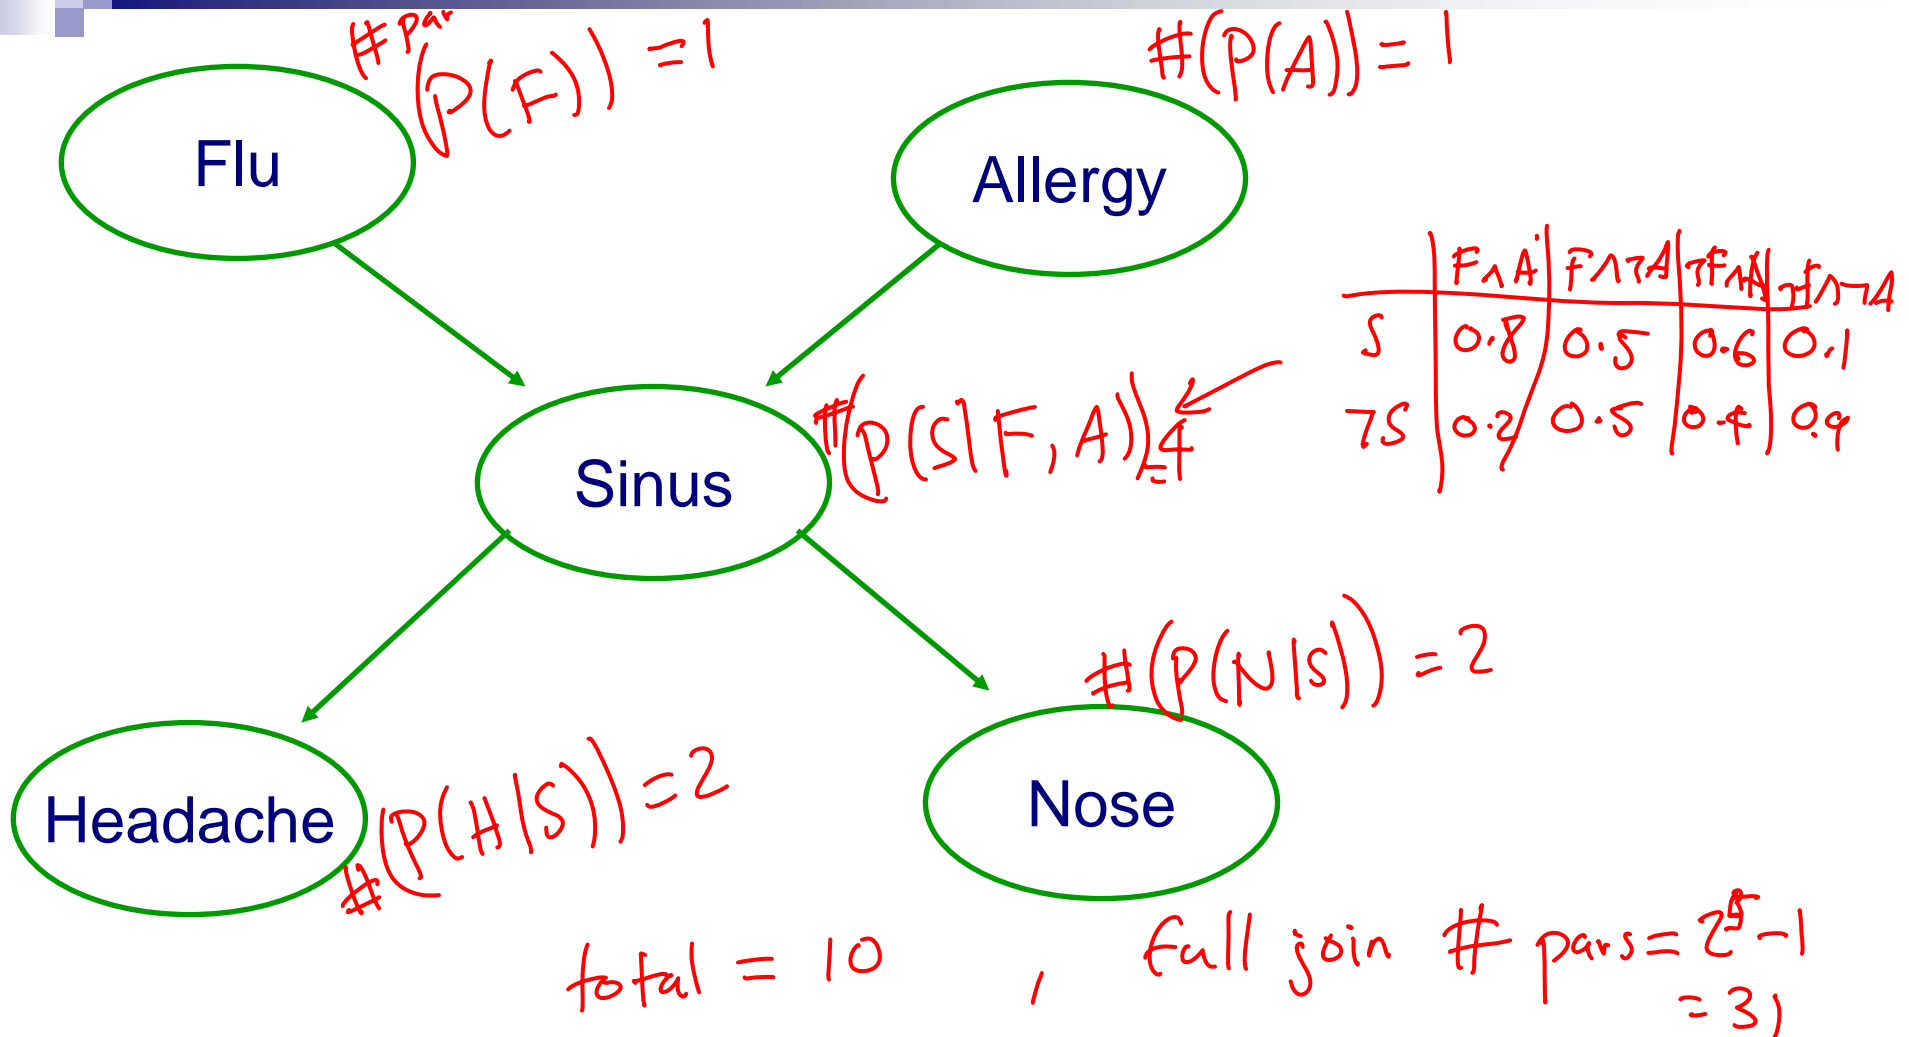 # par
(P(F)) = 1
#(P(A)) = 1
Flu
Allergy
F∧A F∧¬A ¬F∧A ¬F∧¬A
S 0.8 0.5 0.6 0.1
¬S 0.2 0.5 0.4 0.9
#(P(S|F,A)) = 4
Sinus
#(P(N|S)) = 2
#(P(H|S)) = 2
Headache
Nose
total = 10 , full join # pars = 2^5 - 1
= 31